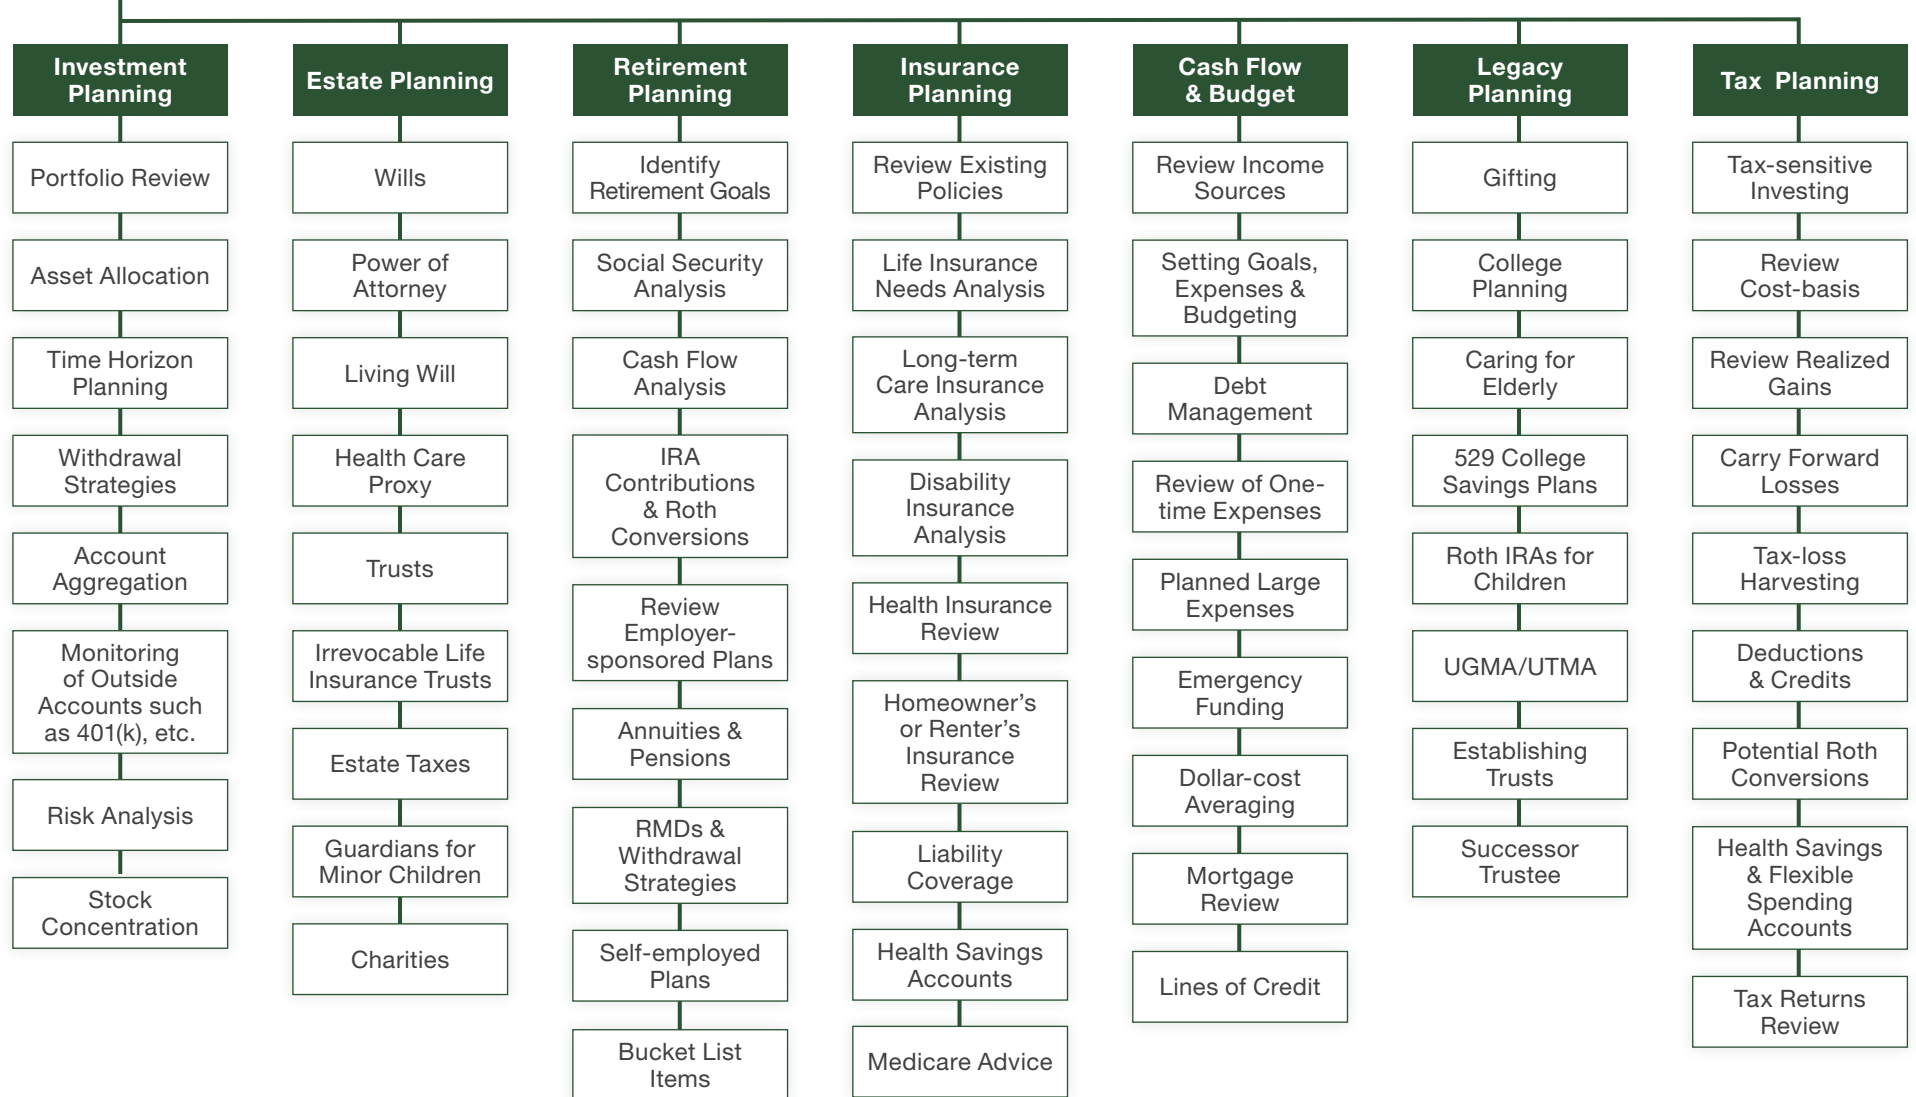 Investment
Planning
Portfolio Review
Asset Allocation
Time Horizon
Planning
Withdrawal
Strategies
Account
Aggregation
Monitoring
of Outside
Accounts such
as 401(k), etc.
Risk Analysis
Stock
Concentration
Estate Planning
Wills
Power of
Attorney
Living Will
Health Care
Proxy
Trusts
Irrevocable Life
Insurance Trusts
Estate Taxes
Guardians for
Minor Children
Charities
Retirement
Planning
Identify
Retirement Goals
Social Security
Analysis
Cash Flow
Analysis
IRA
Contributions
& Roth
Conversions
Review
Employer-
sponsored Plans
Annuities &
Pensions
RMDs &
Withdrawal
Strategies
Self-employed
Plans
Bucket List
Items
Insurance
Planning
Review Existing
Policies
Life Insurance
Needs Analysis
Long-term
Care Insurance
Analysis
Disability
Insurance
Analysis
Health Insurance
Review
Homeowner’s
or Renter’s
Insurance
Review
Liability
Coverage
Health Savings
Accounts
Medicare Advice
Cash Flow
& Budget
Review Income
Sources
Setting Goals,
Expenses &
Budgeting
Debt
Management
Review of One-
time Expenses
Planned Large
Expenses
Emergency
Funding
Dollar-cost
Averaging
Mortgage
Review
Lines of Credit
Legacy
Planning
Gifting
College
Planning
Caring for
Elderly
529 College
Savings Plans
Roth IRAs for
Children
UGMA/UTMA
Establishing
Trusts
Successor
Trustee
Tax Planning
Tax-sensitive
Investing
Review
Cost-basis
Review Realized
Gains
Carry Forward
Losses
Tax-loss
Harvesting
Deductions
& Credits
Potential Roth
Conversions
Health Savings
& Flexible
Spending
Accounts
Tax Returns
Review